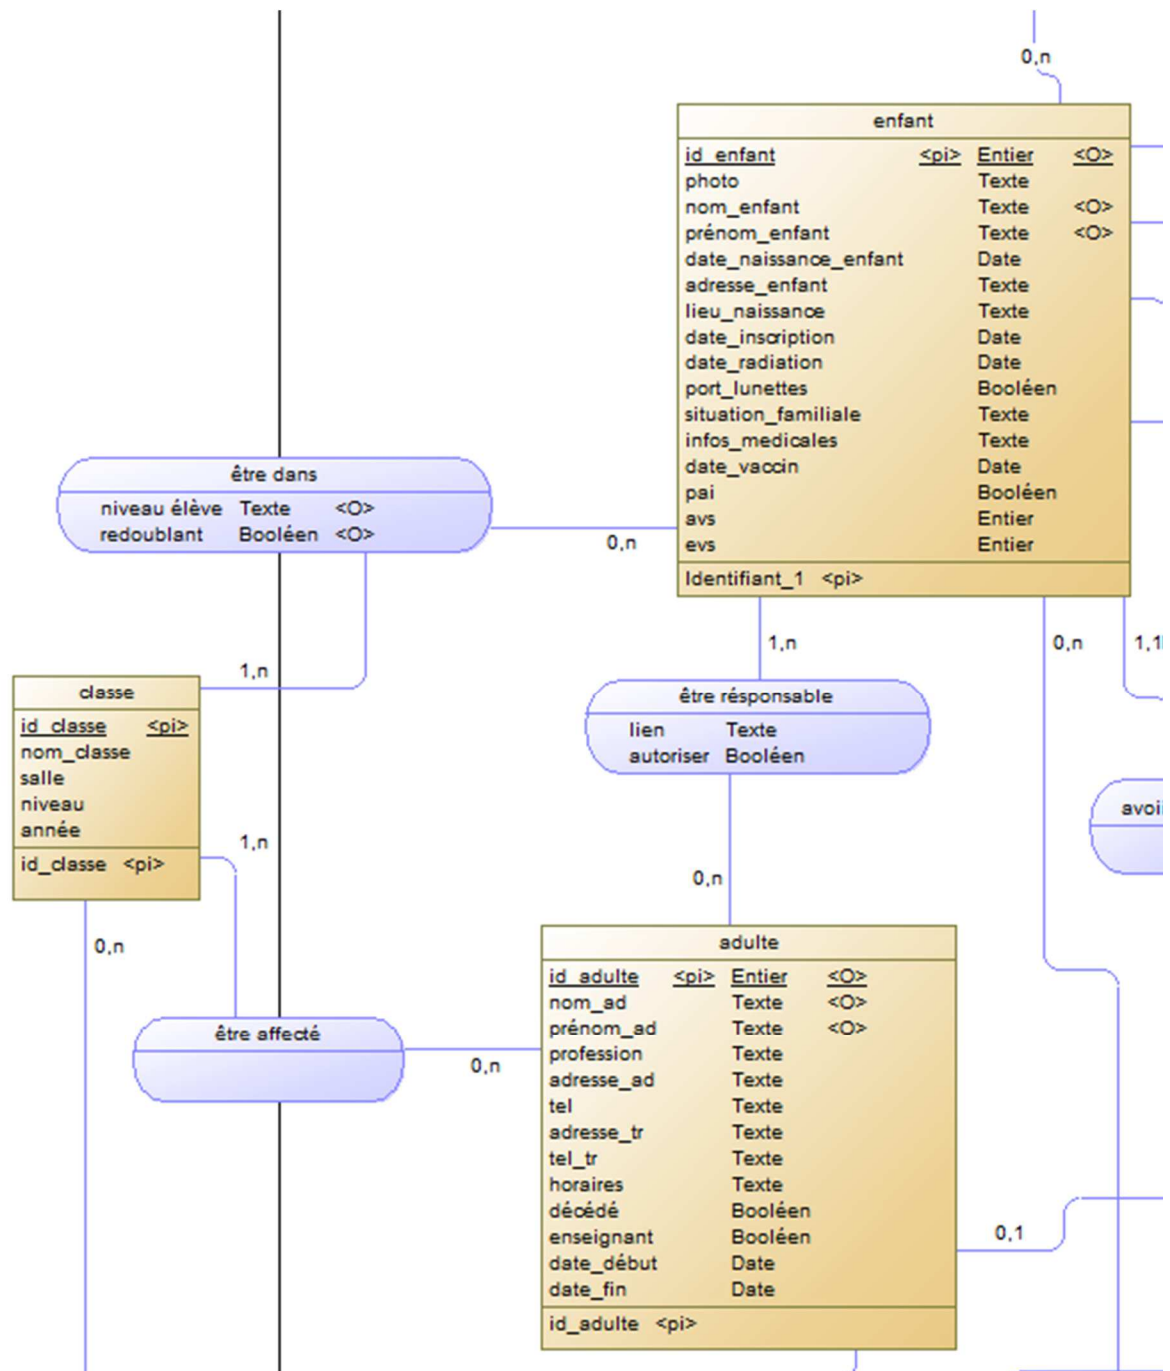 0,n
enfant
id_enfant <pi> Entier <O>
photo Texte
nom_enfant Texte <O>
prénom_enfant Texte <O>
date_naissance_enfant Date
adresse_enfant Texte
lieu_naissance Texte
date_inscription Date
date_radiation Date
port_lunettes Booléen
situation_familiale Texte
infos_medicales Texte
date_vaccin Date
pai Booléen
avs Entier
evs Entier
Identifiant_1 <pi>
être dans
niveau élève Texte <O>
redoublant Booléen <O>
0,n
1,n
1,n
0,n
1,1
être résponsable
lien Texte
autoriser Booléen
classe
id_classe <pi>
nom_classe
salle
niveau
année
id_classe <pi>
1,n
0,n
0,n
adulte
id_adulte <pi> Entier <O>
nom_ad Texte <O>
prénom_ad Texte <O>
profession Texte
adresse_ad Texte
tel Texte
adresse_tr Texte
tel_tr Texte
horaires Texte
décédé Booléen
enseignant Booléen
date_début Date
date_fin Date
id_adulte <pi>
être affecté
0,n
0,1